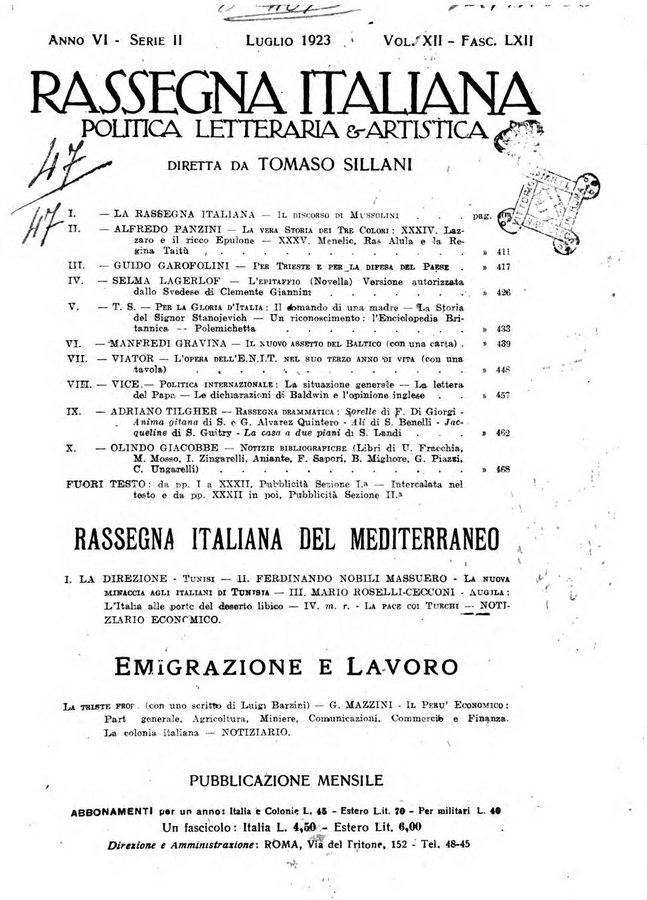 ANNO VI - SERIE II LUGLIO 1923 VOL. XII - FASC. LXII
RASSEGNA ITALIANA
POLITICA LETTERARIA & ARTISTICA
DIRETTA DA TOMASO SILLANI
47
47
I. — LA RASSEGNA ITALIANA — IL DISCORSO DI MUSSOLINI . . . pag.
II. — ALFREDO PANZINI — LA VERA STORIA DEI TRE COLORI: XXXIV. Laz-
zaro e il ricco Epulone — XXXV. Menelic, Ras Alula e la Re-
gina Taitù . . . . . . . . . » 411
III. — GUIDO GAROFOLINI — PER TRIESTE E PER LA DIFESA DEL PAESE . » 417
IV. — SELMA LAGERLOF — L'EPITAFFIO (Novella) Versione autorizzata
dallo Svedese di Clemente Giannini . . . . . . » 426
V. — T. S. — PER LA GLORIA D'ITALIA: Il domando di una madre — La Storia
del Signor Stanojevich — Un riconoscimento: l'Enciclopedia Bri-
tannica — Polemichetta . . . . . . . » 433
VI. — MANFREDI GRAVINA — IL NUOVO ASSETTO DEL BALTICO (con una carta) . » 439
VII. — VIATOR — L'OPERA DELL'E.N.I.T. NEL SUO TERZO ANNO DI VITA (con una
tavola) . . . . . . . . . » 448
VIII. — VICE. — POLITICA INTERNAZIONALE: La situazione generale — La lettera
del Papa — Le dichiarazioni di Baldwin e l'opinione inglese . . » 457
IX. — ADRIANO TILGHER — RASSEGNA DRAMMATICA: Sorelle di F. Di Giorgi -
Anima gitana di S. e G. Alvarez Quintero - Ali di S. Benelli - Jac-
queline di S. Guitry - La casa a due piani di S. Landi . . » 462
X. — OLINDO GIACOBBE — NOTIZIE BIBLIOGRAFICHE (Libri di U. Fracchia,
M. Mosso, I. Zingarelli, Aniante, F. Sapori, B. Mighore, G. Piazzi,
C. Ungarelli) . . . . . . . . » 468
FUORI TESTO: da pp. I a XXXII, Pubblicità Sezione I.a — Intercalata nel
testo e da pp. XXXII in poi, Pubblicità Sezione II.a
RASSEGNA ITALIANA DEL MEDITERRANEO
I. LA DIREZIONE - TUNISI — II. FERDINANDO NOBILI MASSUERO - LA NUOVA
MINACCIA AGLI ITALIANI DI TUNISIA — III. MARIO ROSELLI-CECCONI - AUGILA:
L'Italia alle porte del deserto libico — IV. m. r. - LA PACE COI TURCHI — NOTI-
ZIARIO ECONOMICO.
EMIGRAZIONE E LAVORO
LA TRISTE (con uno scritto di Luigi Barzini) — G. MAZZINI - IL PERU' ECONOMICO:
Part generale, Agricoltura, Miniere, Comunicazioni, Commercio e Finanza.
La colonia italiana — NOTIZIARIO.
PUBBLICAZIONE MENSILE
ABBONAMENTI per un anno: Italia e Colonie L. 45 - Estero Lit. 70 - Per militari L. 40
Un fascicolo: Italia L. 4,50 - Estero Lit. 6,00
Direzione e Amministrazione: ROMA, Via del Tritone, 152 - Tel. 48-45